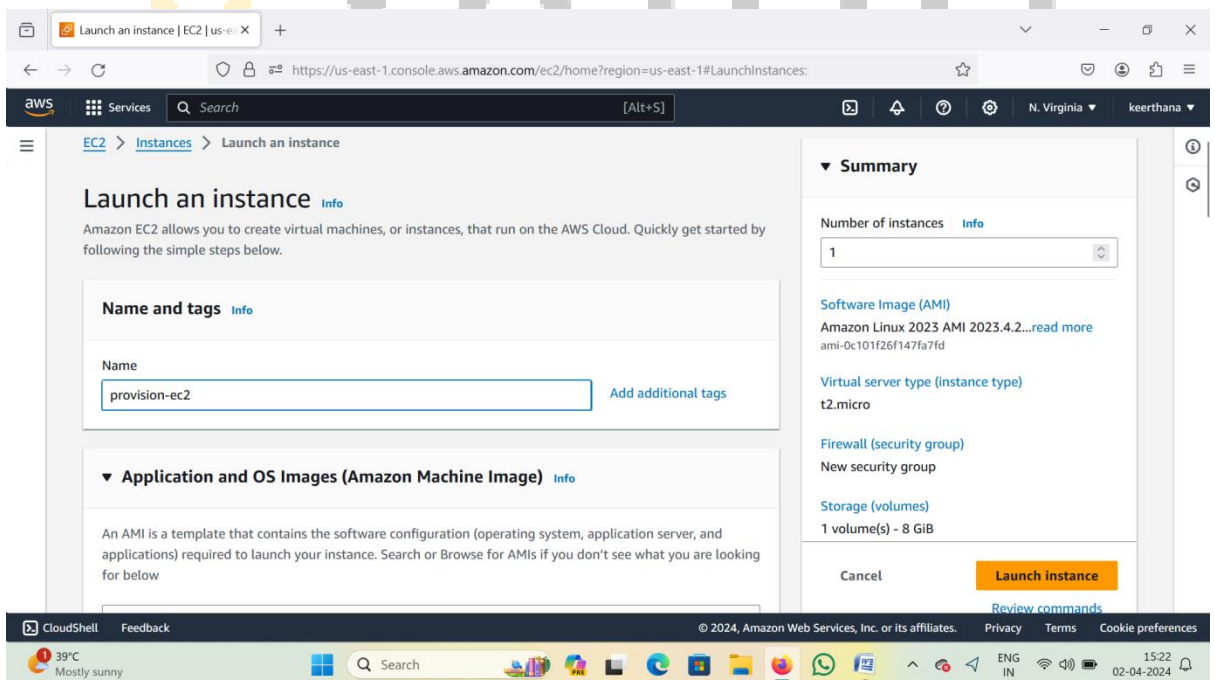 Launch an instance | EC2 | us-ea
https://us-east-1.console.aws.amazon.com/ec2/home?region=us-east-1#LaunchInstances:
aws
Services
Search
[Alt+S]
N. Virginia
keerthana
EC2 > Instances > Launch an instance
Launch an instance Info
Amazon EC2 allows you to create virtual machines, or instances, that run on the AWS Cloud. Quickly get started by
following the simple steps below.
Name and tags Info
Name
provision-ec2
Add additional tags
Application and OS Images (Amazon Machine Image) Info
An AMI is a template that contains the software configuration (operating system, application server, and
applications) required to launch your instance. Search or Browse for AMIs if you don't see what you are looking
for below
Summary
Number of instances Info
1
Software Image (AMI)
Amazon Linux 2023 AMI 2023.4.2...read more
ami-0c101f26f147fa7fd
Virtual server type (instance type)
t2.micro
Firewall (security group)
New security group
Storage (volumes)
1 volume(s) - 8 GiB
Cancel
Launch instance
Review commands
CloudShell Feedback
© 2024, Amazon Web Services, Inc. or its affiliates. Privacy Terms Cookie preferences
1
39°C
Mostly sunny
Search
PRE
ENG
IN
15:22
02-04-2024